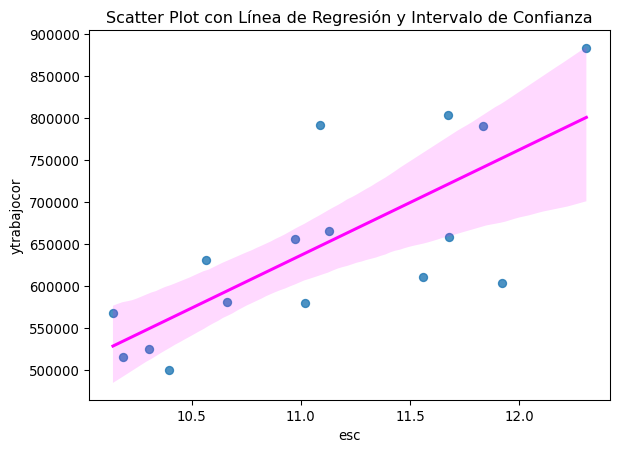 Scatter Plot con Línea de Regresión y Intervalo de Confianza
900000
850000
800000
750000
700000
650000
600000
550000
500000
ytrabajocor
10.5 11.0 11.5 12.0
esc